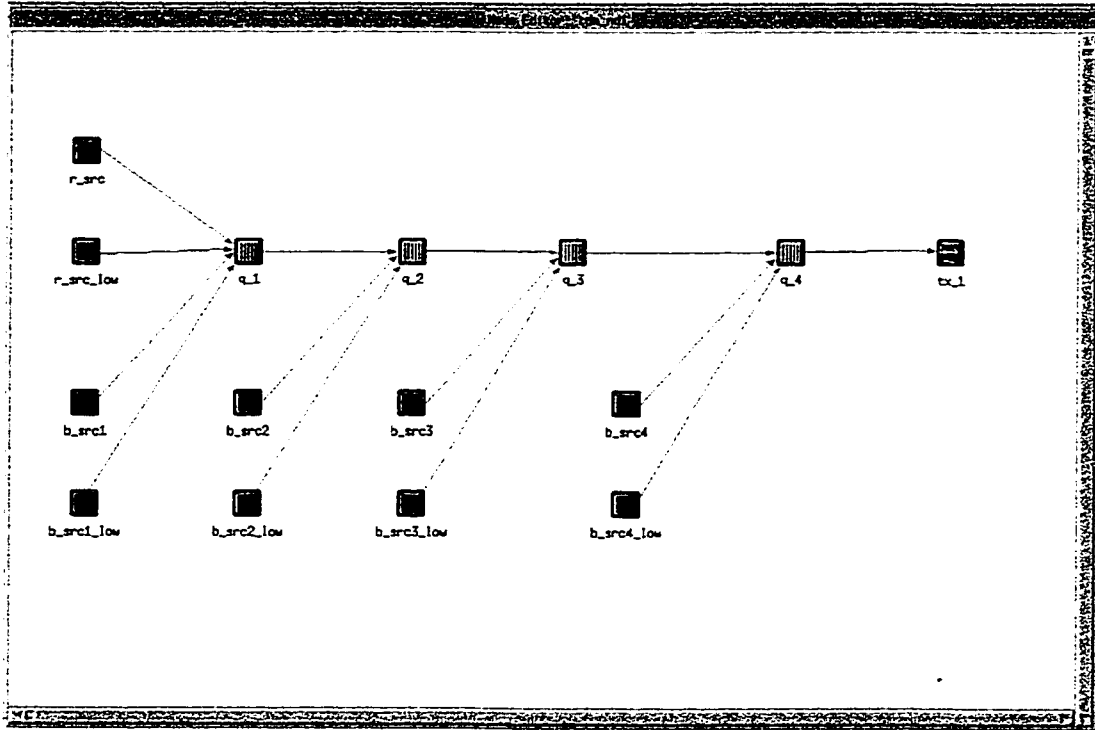 r_src
r_src_low
q_1
q_2
q_3
q_4
tx_1
b_src1
b_src2
b_src3
b_src4
b_src1_low
b_src2_low
b_src3_low
b_src4_low